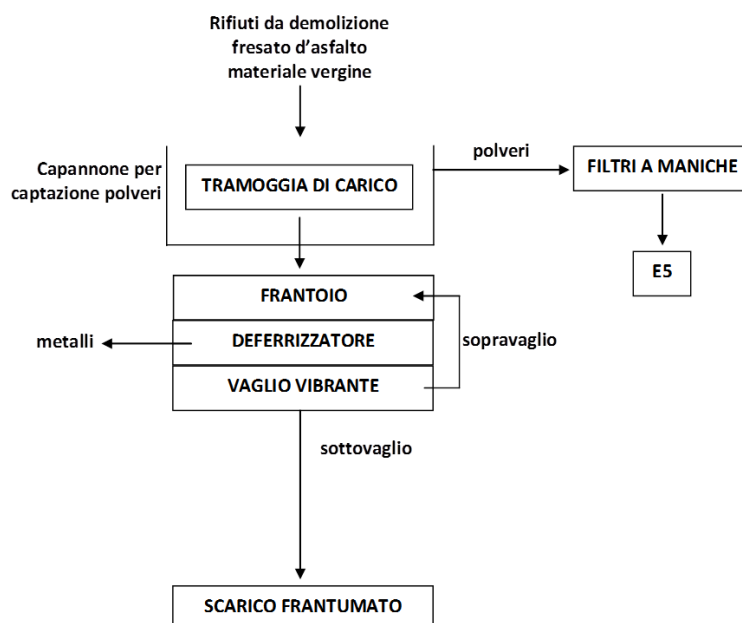 Rifiuti da demolizione
fresato d'asfalto
materiale vergine
polveri
Capannone per
captazione polveri
TRAMOGGIA DI CARICO
FILTRI A MANICHE
E5
FRANTOIO
metalli
DEFERRIZZATORE
sopravaglio
VAGLIO VIBRANTE
sottovaglio
SCARICO FRANTUMATO